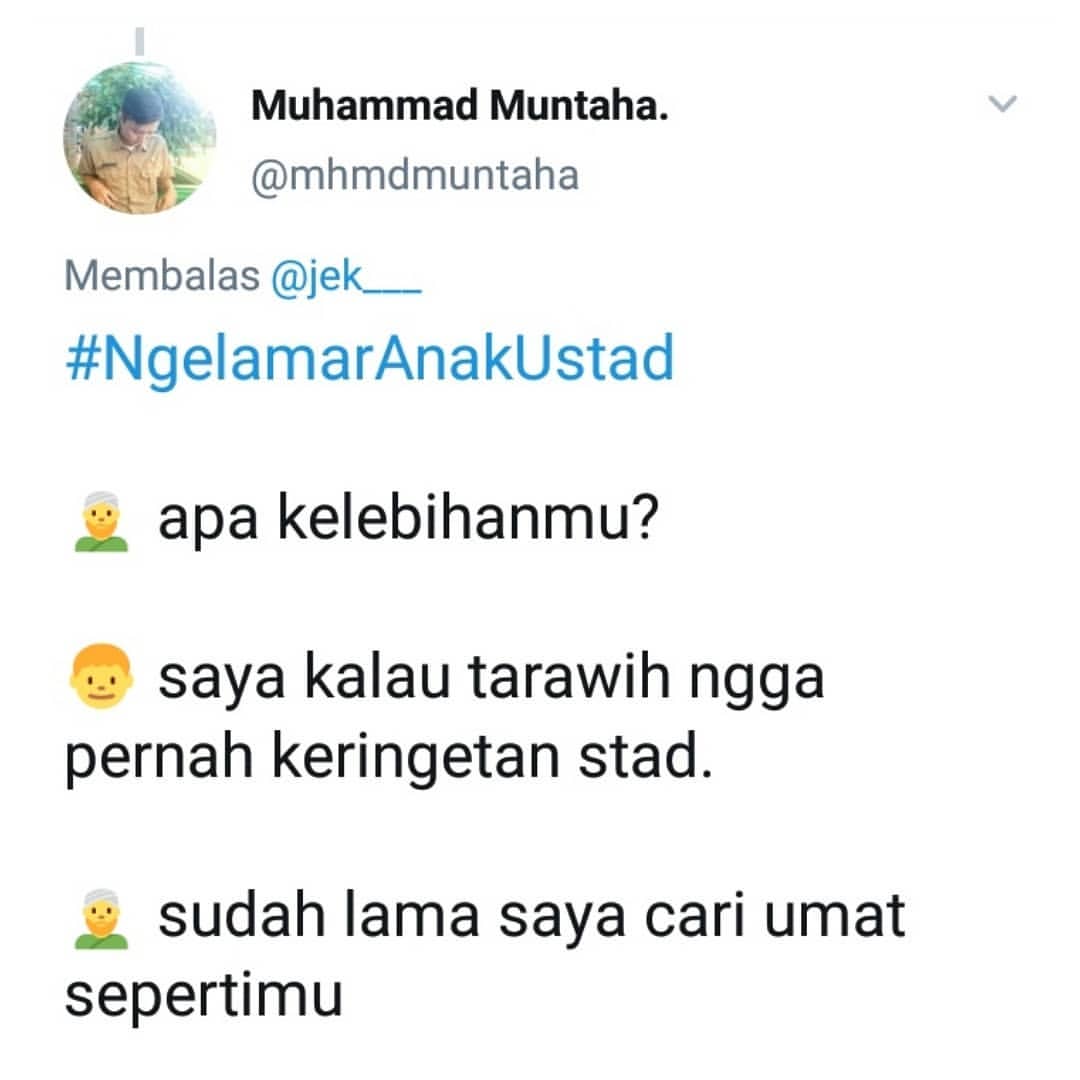 Muhammad Muntaha.
@mhmdmuntaha
Membalas @jek___
#NgelamarAnakUstad
apa kelebihanmu?
saya kalau tarawih ngga
pernah keringetan stad.
sudah lama saya cari umat
sepertimu